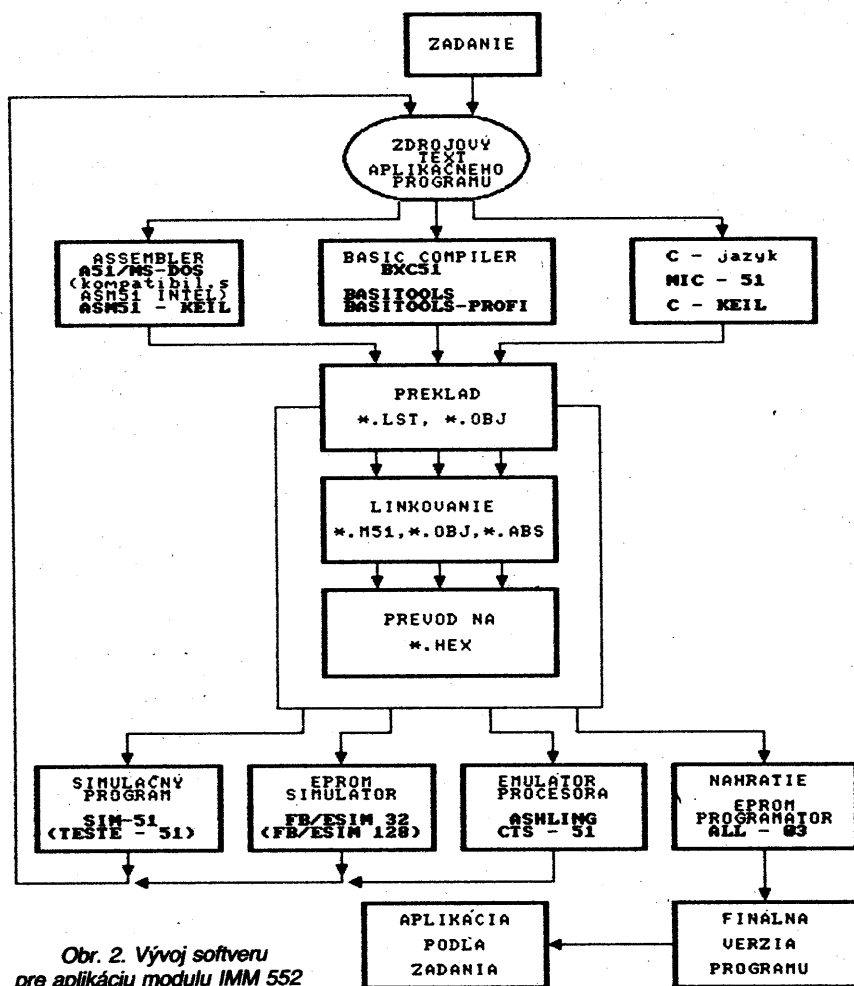 ZADANIE
ZDROJOVÝ
TEXT
APLIKAČNÉHO
PROGRAMU
ASSEMBLER
A51/MS-DOS
(kompatibil.s
ASM51 INTEL)
ASM51 - KEIL
BASIC COMPILER
BXC51
BASITOOLS
BASITOOLS-PROFI
C - jazyk
MIC - 51
C - KEIL
PREKLAD
*.LST, *.OBJ
LINKOVANIE
*.M51,*.OBJ,*.ABS
PREVOD NA
*.HEX
SIMULAČNÝ
PROGRAM
SIM-51
(TESTE - 51)
EPROM
SIMULÁTOR
FB/ESIM 32
(FB/ESIM 128)
EMULÁTOR
PROCESORA
ASHLING
CTS - 51
NAHRATIE
EPROM
PROGRAMÁTOR
ALL - 03
APLIKÁCIA
PODĽA
ZADANIA
FINÁLNA
VERZIA
PROGRAMU
Obr. 2. Vývoj softveru
pre aplikáciu modulu IMM 552